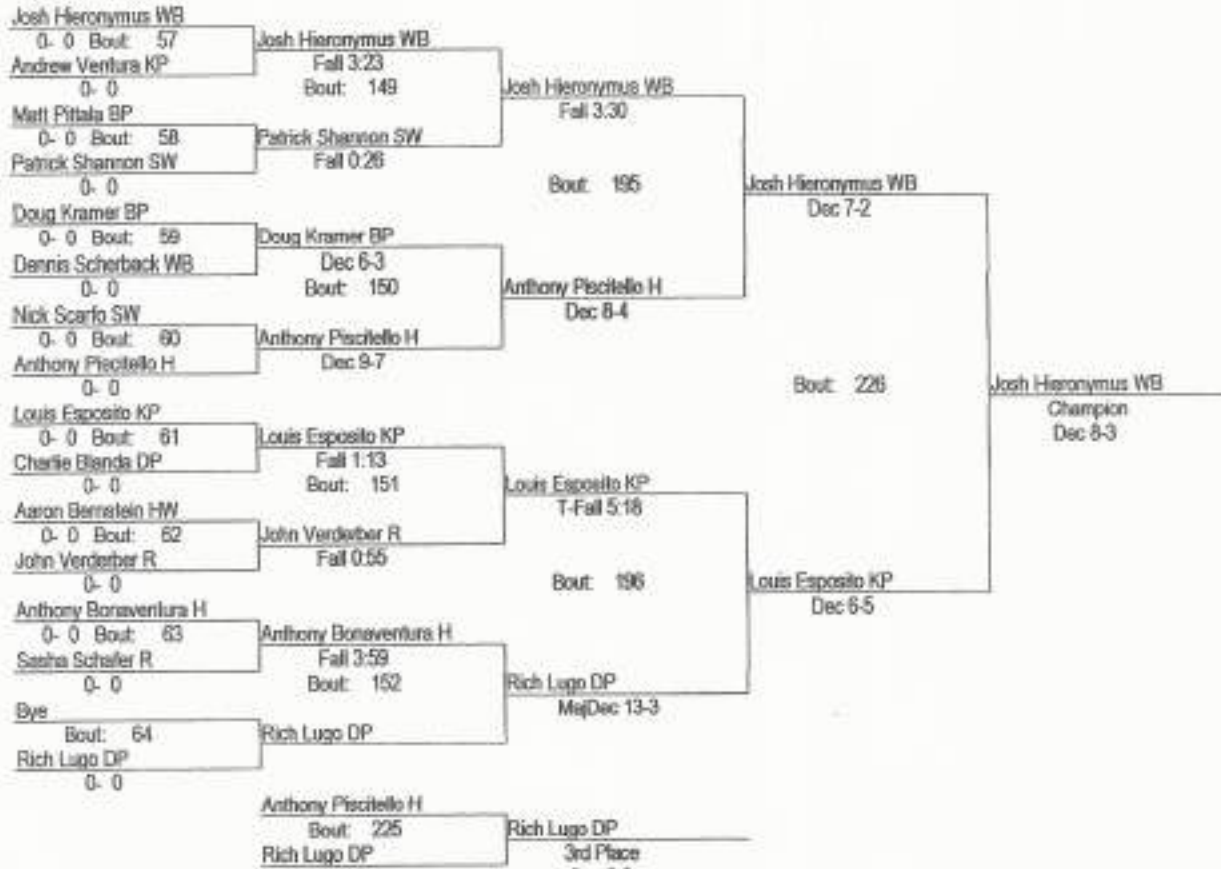 Josh Hieronymus WB
0- 0 Bout: 57
Andrew Ventura KP
0- 0
Matt Pittala BP
0- 0 Bout: 58
Patrick Shannon SW
0- 0
Doug Kramer BP
0- 0 Bout: 59
Dennis Scherback WB
0- 0
Nick Scarfo SW
0- 0 Bout: 60
Anthony Piscitello H
0- 0
Louis Esposito KP
0- 0 Bout: 61
Charlie Blanda DP
0- 0
Aaron Bernstein HW
0- 0 Bout: 62
John Verderber R
0- 0
Anthony Bonaventura H
0- 0 Bout: 63
Sasha Schafer R
0- 0
Bye
Bout: 64
Rich Lugo DP
0- 0
Josh Hieronymus WB
Fall 3:23
Bout: 149
Patrick Shannon SW
Fall 0:26
Doug Kramer BP
Dec 6-3
Bout: 150
Anthony Piscitello H
Dec 9-7
Louis Esposito KP
Fall 1:13
Bout: 151
John Verderber R
Fall 0:55
Anthony Bonaventura H
Fall 3:59
Bout: 152
Rich Lugo DP
Josh Hieronymus WB
Fall 3:30
Bout: 195
Anthony Piscitello H
Dec 8-4
Louis Esposito KP
T-Fall 5:18
Bout: 196
Rich Lugo DP
MajDec 13-3
Josh Hieronymus WB
Dec 7-2
Bout: 226
Louis Esposito KP
Dec 6-5
Josh Hieronymus WB
Champion
Dec 8-3
Anthony Piscitello H
Bout: 225
Rich Lugo DP
Rich Lugo DP
3rd Place